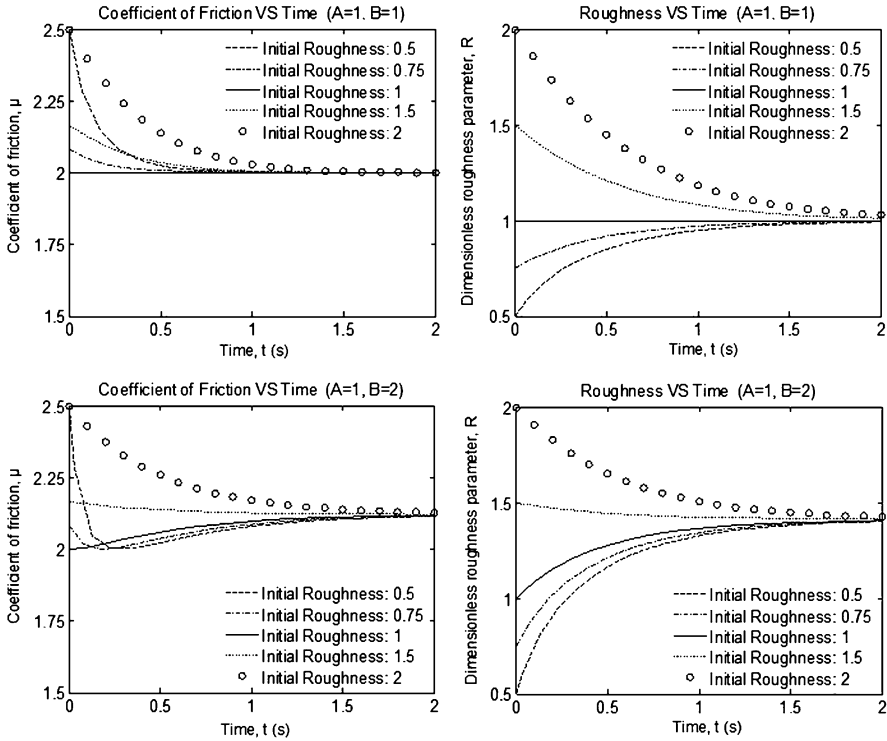 Coefficient of Friction VS Time (A=1. B=1)
2.5
2.25
2
1.75
1.5
0
0.5
1
1.5
2
Coefficient of friction, µ
Time, t (s)
Initial Roughness: 0.5
Initial Roughness: 0.75
Initial Roughness: 1
Initial Roughness: 1.5
Initial Roughness: 2
Roughness VS Time (A=1. B=1)
2
1.5
1
0.5
0
0.5
1
1.5
2
Dimensionless roughness parameter, R
Time, t (s)
Initial Roughness: 0.5
Initial Roughness: 0.75
Initial Roughness: 1
Initial Roughness: 1.5
Initial Roughness: 2
Coefficient of Friction VS Time (A=1, B=2)
2.5
2.25
2
1.75
1.5
0
0.5
1
1.5
2
Coefficient of friction, µ
Time, t (s)
Initial Roughness: 0.5
Initial Roughness: 0.75
Initial Roughness: 1
Initial Roughness: 1.5
Initial Roughness: 2
Roughness VS Time (A=1, B=2)
2
1.5
1
0.5
0
0.5
1
1.5
2
Dimensionless roughness parameter, R
Time, t (s)
Initial Roughness: 0.5
Initial Roughness: 0.75
Initial Roughness: 1
Initial Roughness: 1.5
Initial Roughness: 2